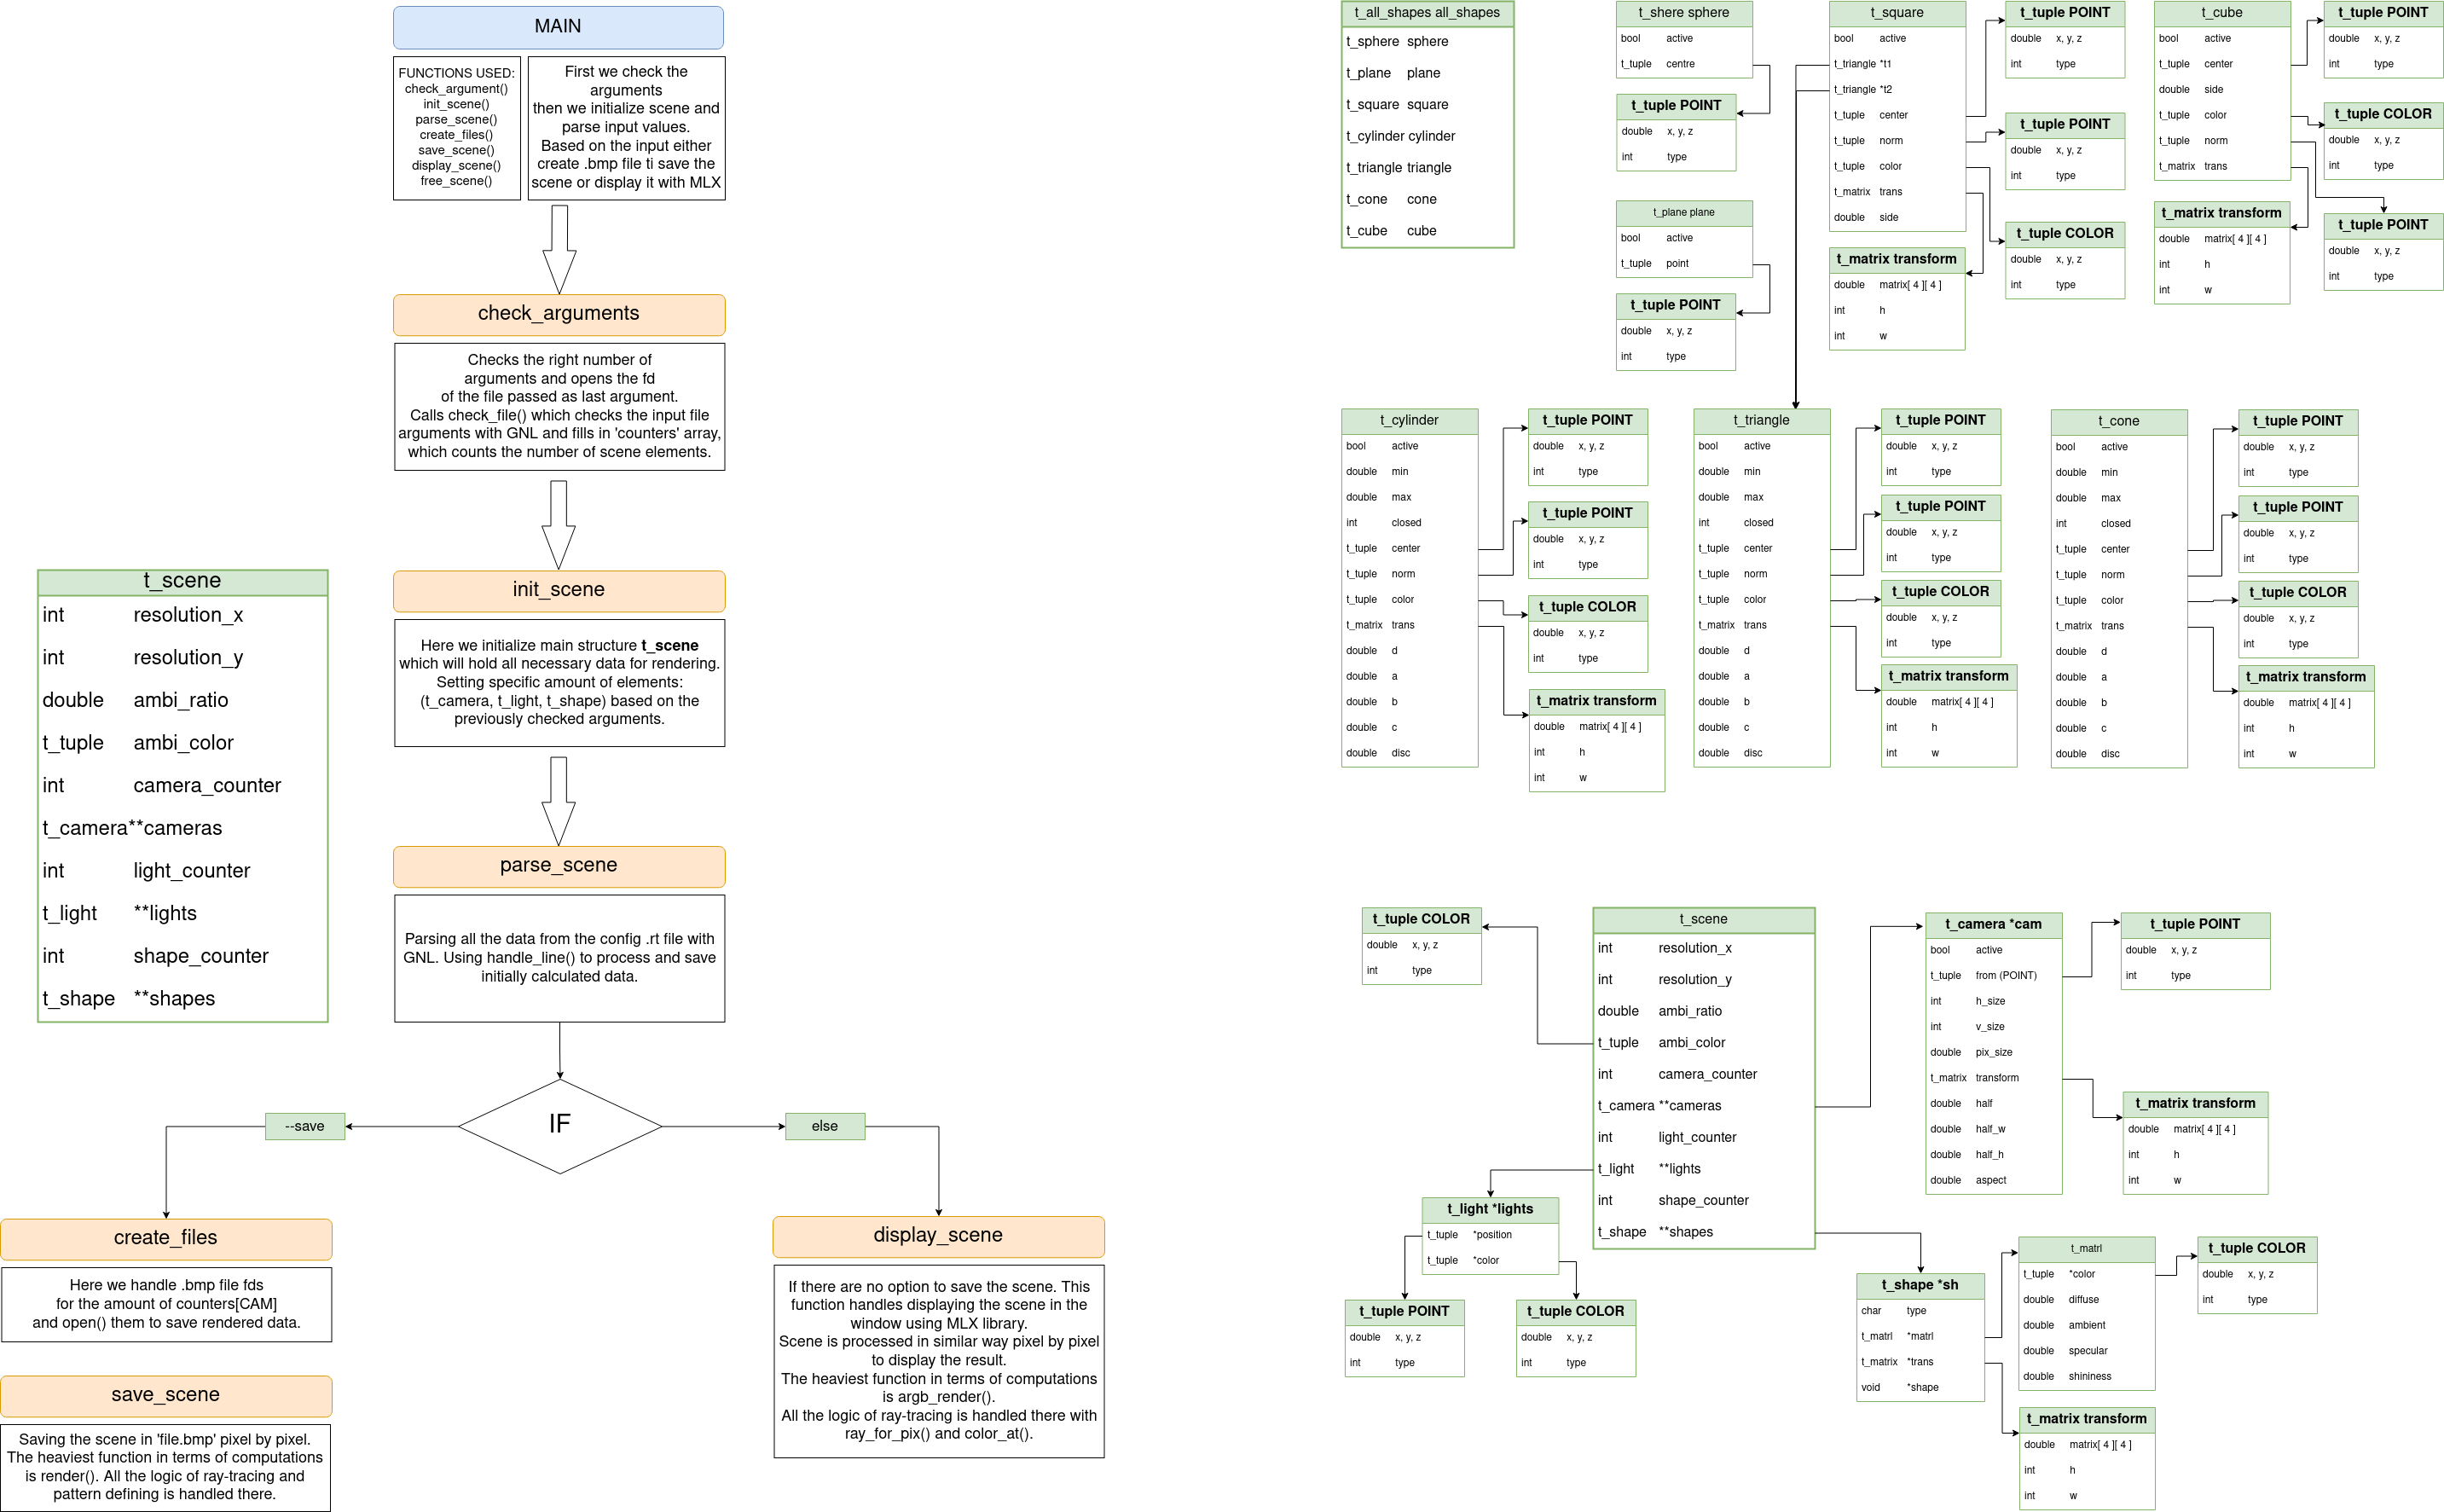 MAIN
FUNCTIONS USED:
check_argument()
init_scene()
parse_scene()
create_files()
save_scene()
display_scene()
free_scene()
First we check the
arguments
then we initialize scene and
parse input values.
Based on the input either
create .bmp file ti save the
scene or display it with MLX
check_arguments
Checks the right number of
arguments and opens the fd
of the file passed as last argument.
Calls check_file() which checks the input file
arguments with GNL and fills in 'counters' array,
which counts the number of scene elements.
init_scene
Here we initialize main structure t_scene
which will hold all necessary data for rendering.
Setting specific amount of elements:
(t_camera, t_light, t_shape) based on the
previously checked arguments.
t_scene
int resolution_x
int resolution_y
double ambi_ratio
t_tuple ambi_color
int camera_counter
t_camera**cameras
int light_counter
t_light **lights
int shape_counter
t_shape **shapes
parse_scene
Parsing all the data from the config .rt file with
GNL. Using handle_line() to process and save
initially calculated data.
IF
--save
else
create_files
Here we handle .bmp file fds
for the amount of counters[CAM]
and open() them to save rendered data.
save_scene
Saving the scene in 'file.bmp' pixel by pixel.
The heaviest function in terms of computations
is render(). All the logic of ray-tracing and
pattern defining is handled there.
display_scene
If there are no option to save the scene. This
function handles displaying the scene in the
window using MLX library.
Scene is processed in similar way pixel by pixel
to display the result.
The heaviest function in terms of computations
is argb_render().
All the logic of ray-tracing is handled there with
ray_for_pix() and color_at().
t_all_shapes all_shapes
t_sphere sphere
t_plane plane
t_square square
t_cylinder cylinder
t_triangle triangle
t_cone cone
t_cube cube
t_shere sphere
bool active
t_tuple centre
t_tuple POINT
double x, y, z
int type
t_plane plane
bool active
t_tuple point
t_tuple POINT
double x, y, z
int type
t_square
bool active
t_triangle *t1
t_triangle *t2
t_tuple center
t_tuple norm
t_tuple color
t_matrix trans
double side
t_matrix transform
double matrix[ 4 ][ 4 ]
int h
int w
t_tuple POINT
double x, y, z
int type
t_tuple POINT
double x, y, z
int type
t_tuple COLOR
double x, y, z
int type
t_cube
bool active
t_tuple center
double side
t_tuple color
t_tuple norm
t_matrix trans
t_matrix transform
double matrix[ 4 ][ 4 ]
int h
int w
t_tuple POINT
double x, y, z
int type
t_tuple COLOR
double x, y, z
int type
t_tuple POINT
double x, y, z
int type
t_cylinder
bool active
double min
double max
int closed
t_tuple center
t_tuple norm
t_tuple color
t_matrix trans
double d
double a
double b
double c
double disc
t_tuple POINT
double x, y, z
int type
t_tuple POINT
double x, y, z
int type
t_tuple COLOR
double x, y, z
int type
t_matrix transform
double matrix[ 4 ][ 4 ]
int h
int w
t_triangle
bool active
double min
double max
int closed
t_tuple center
t_tuple norm
t_tuple color
t_matrix trans
double d
double a
double b
double c
double disc
t_tuple POINT
double x, y, z
int type
t_tuple POINT
double x, y, z
int type
t_tuple COLOR
double x, y, z
int type
t_matrix transform
double matrix[ 4 ][ 4 ]
int h
int w
t_cone
bool active
double min
double max
int closed
t_tuple center
t_tuple norm
t_tuple color
t_matrix trans
double d
double a
double b
double c
double disc
t_tuple POINT
double x, y, z
int type
t_tuple POINT
double x, y, z
int type
t_tuple COLOR
double x, y, z
int type
t_matrix transform
double matrix[ 4 ][ 4 ]
int h
int w
t_tuple COLOR
double x, y, z
int type
t_scene
int resolution_x
int resolution_y
double ambi_ratio
t_tuple ambi_color
int camera_counter
t_camera **cameras
int light_counter
t_light **lights
int shape_counter
t_shape **shapes
t_camera *cam
bool active
t_tuple from (POINT)
int h_size
int v_size
double pix_size
t_matrix transform
double half
double half_w
double half_h
double aspect
t_tuple POINT
double x, y, z
int type
t_matrix transform
double matrix[ 4 ][ 4 ]
int h
int w
t_light *lights
t_tuple *position
t_tuple *color
t_tuple POINT
double x, y, z
int type
t_tuple COLOR
double x, y, z
int type
t_shape *sh
char type
t_matrl *matrl
t_matrix *trans
void *shape
t_matrl
t_tuple *color
double diffuse
double ambient
double specular
double shininess
t_tuple COLOR
double x, y, z
int type
t_matrix transform
double matrix[ 4 ][ 4 ]
int h
int w